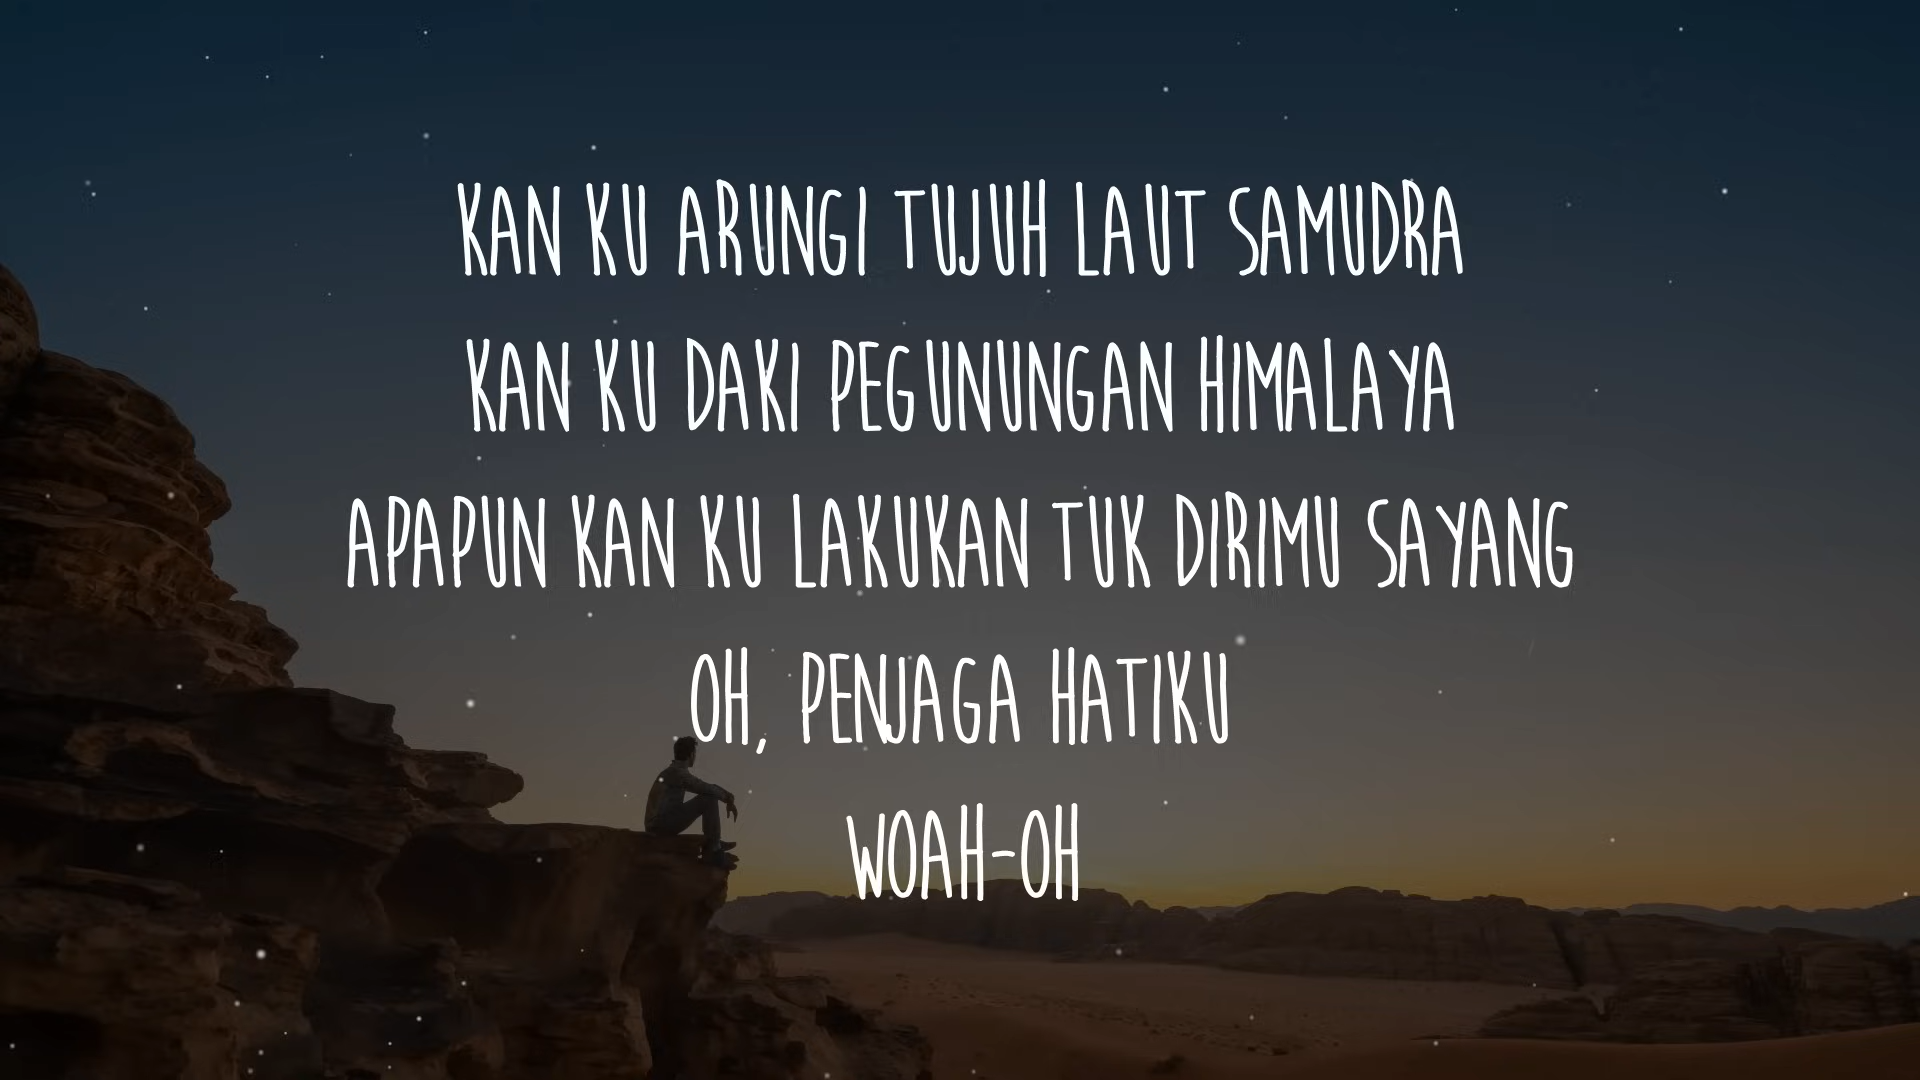 KAN KU ARUNGI TUJUH LAUT SAMUDRA
KAN KU DAKI PEGUNUNGAN HIMALAYA
APAPUN KAN KU LAKUKAN TUK DIRIMU SAYANG
OH, PENJAGA HATIKU
WOAH-OH